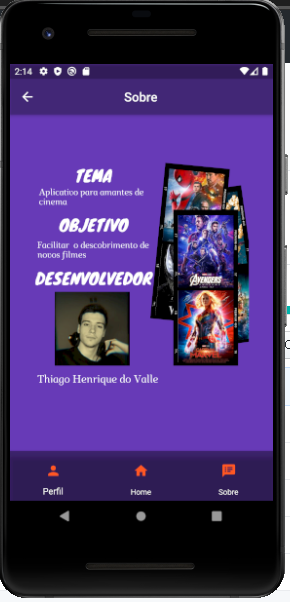 2:14
Sobre
TEMA
Aplicativo para amantes de
cinema
OBJETIVO
Facilitar o descobrimento de
novos filmes
DESENVOLVEDOR
AVENGERS
Thiago Henrique do Valle
Perfil
Home
Sobre